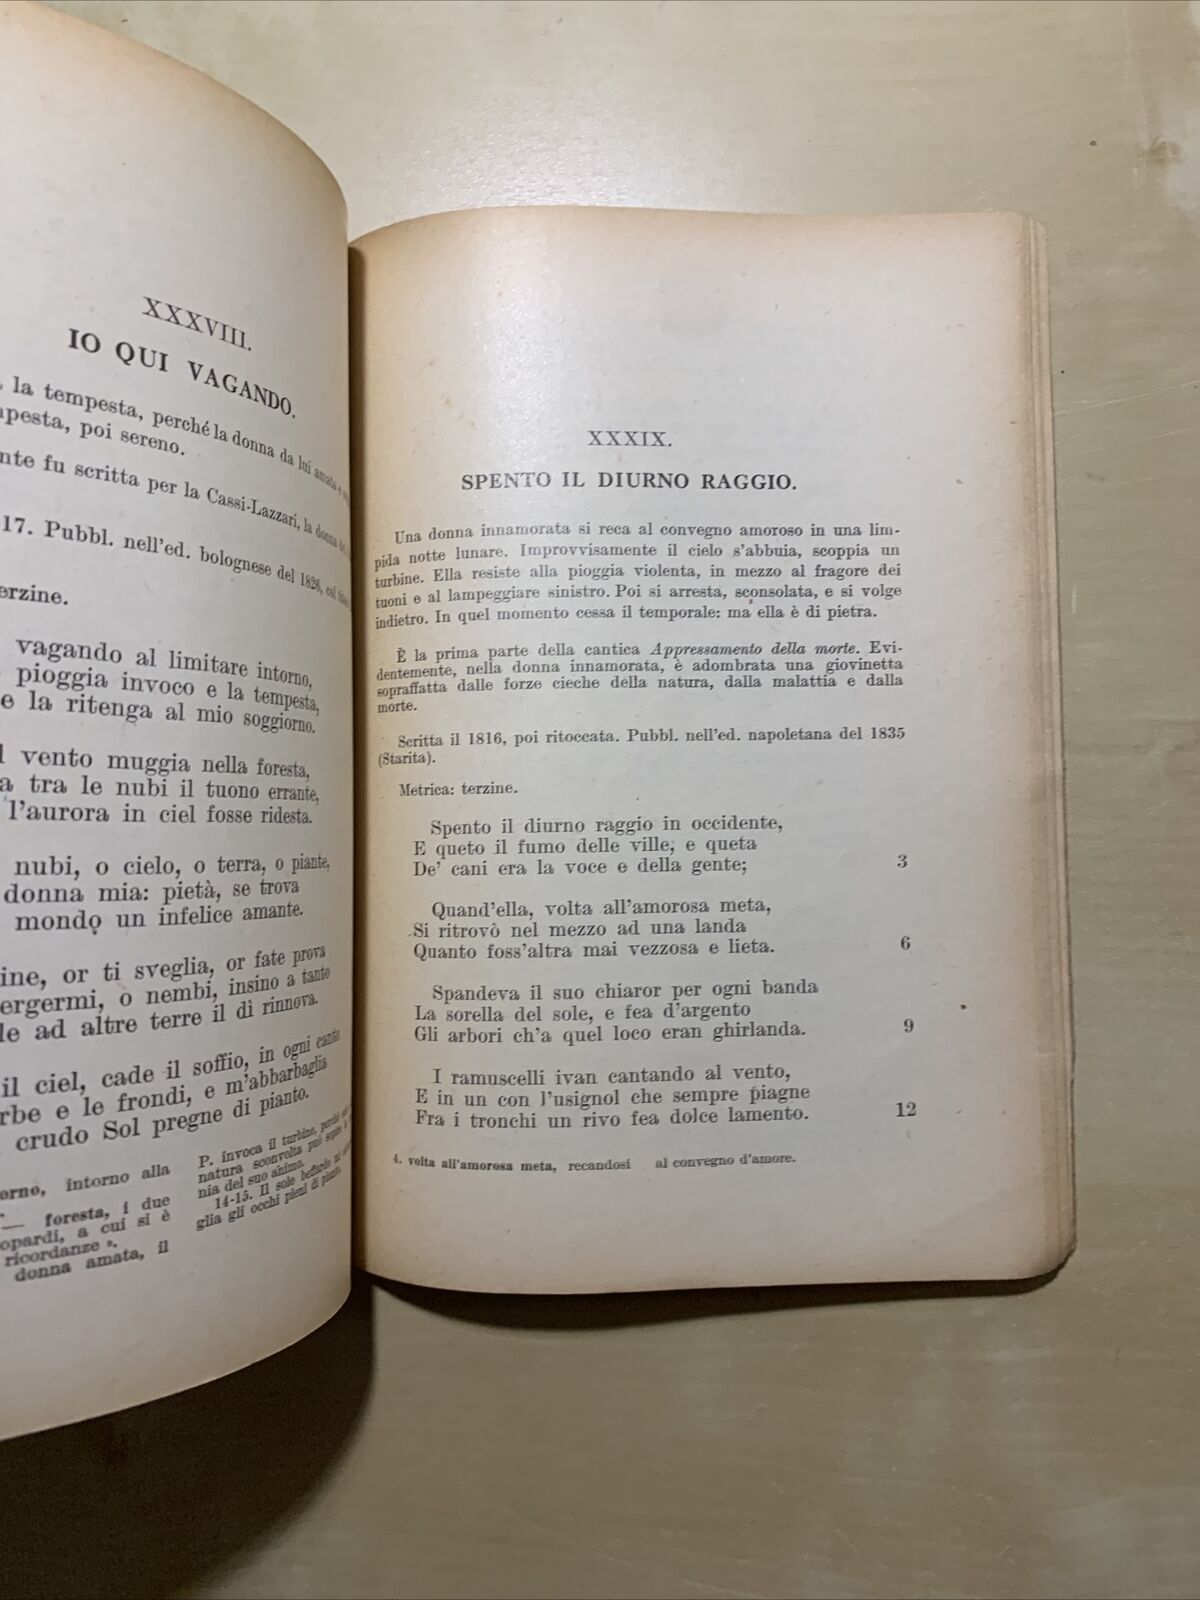 XXXVIII.
IO QUI VAGANDO.
la tempesta, perché la donna da lui amata
pesta, poi sereno.
nte fu scritta per la Cassi-Lazzari, la donna
17. Pubbl. nell'ed. bolognese del 1826, col
erzine.
vagando al limitare intorno,
pioggia invoco e la tempesta,
e la ritenga al mio soggiorno.
l vento muggia nella foresta,
a tra le nubi il tuono errante,
l'aurora in ciel fosse ridesta.
nubi, o cielo, o terra, o piante,
donna mia: pietà, se trova
mondo un infelice amante.
ine, or ti sveglia, or fate prova
ergermi, o nembi, insino a tanto
le ad altre terre il dì rinnova.
il ciel, cade il soffio, in ogni canto
rbe e le frondi, e m'abbarbaglia
crudo Sol pregne di pianto.
orno, intorno alla
— foresta, i due
opardi, a cui si è
ricordanze ».
donna amata, il
P. invoca il turbine, perché
natura sconvolta può
nia del suo animo.
14-15. Il sole beffardo
glia gli occhi pieni di pianto.
XXXIX.
SPENTO IL DIURNO RAGGIO.
Una donna innamorata si reca al convegno amoroso in una lim-
pida notte lunare. Improvvisamente il cielo s'abbuia, scoppia un
turbine. Ella resiste alla pioggia violenta, in mezzo al fragore dei
tuoni e al lampeggiare sinistro. Poi si arresta, sconsolata, e si volge
indietro. In quel momento cessa il temporale: ma ella è di pietra.
È la prima parte della cantica Appressamento della morte. Evi-
dentemente, nella donna innamorata, è adombrata una giovinetta
sopraffatta dalle forze cieche della natura, dalla malattia e dalla
morte.
Scritta il 1816, poi ritoccata. Pubbl. nell'ed. napoletana del 1835
(Starita).
Metrica: terzine.
Spento il diurno raggio in occidente,
E queto il fumo delle ville, e queta
De' cani era la voce e della gente; 3
Quand'ella, volta all'amorosa meta,
Si ritrovò nel mezzo ad una landa
Quanto foss'altra mai vezzosa e lieta. 6
Spandeva il suo chiaror per ogni banda
La sorella del sole, e fea d'argento
Gli arbori ch'a quel loco eran ghirlanda. 9
I ramuscelli ivan cantando al vento,
E in un con l'usignol che sempre piagne
Fra i tronchi un rivo fea dolce lamento. 12
4. volta all'amorosa meta, recandosi al convegno d'amore.